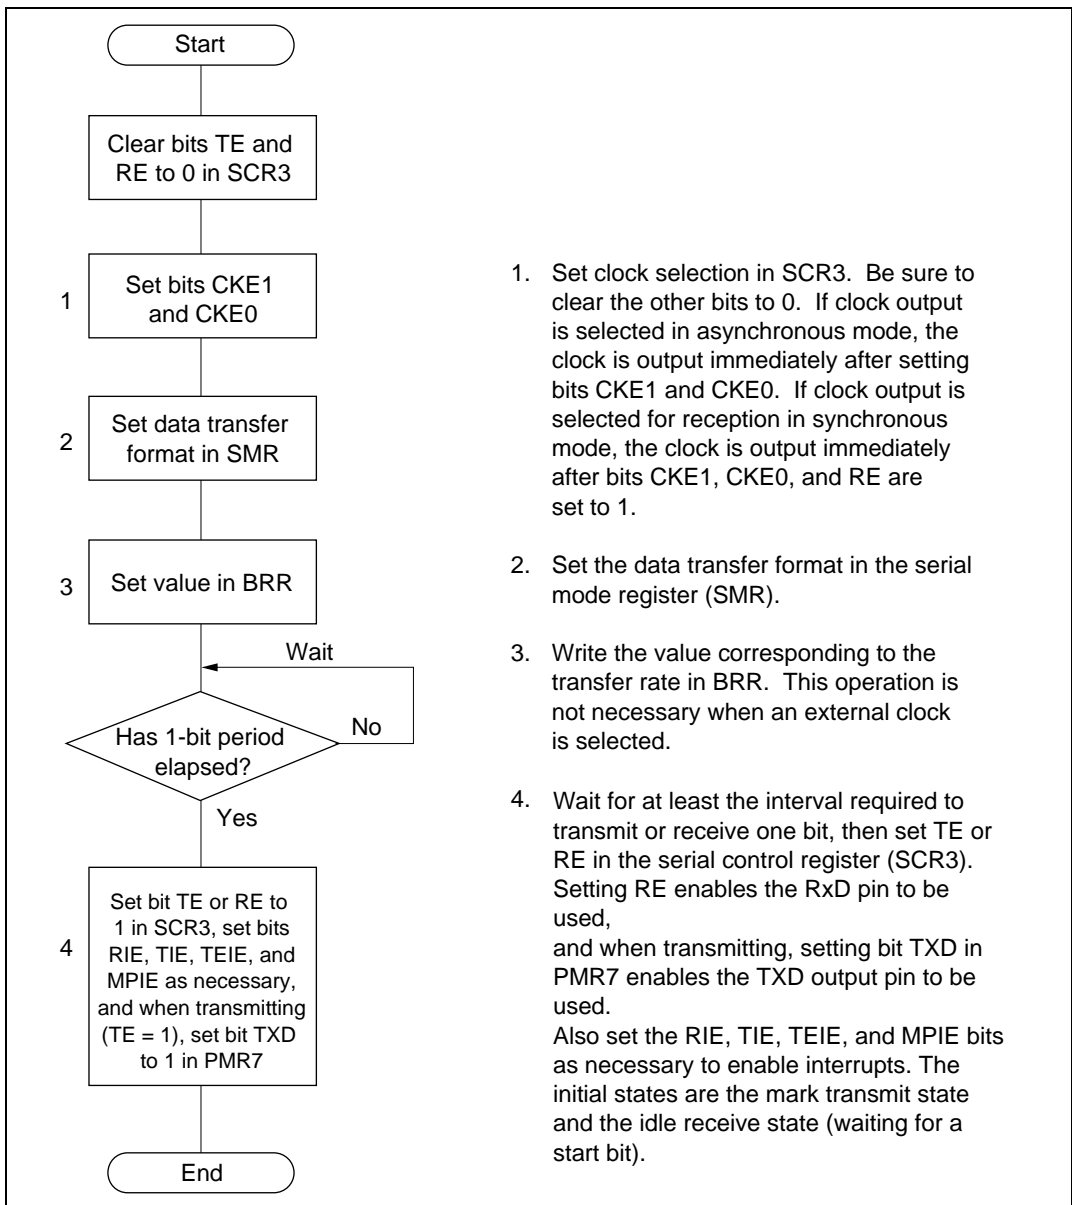 Start
Clear bits TE and
RE to 0 in SCR3
1
Set bits CKE1
and CKE0
2
Set data transfer
format in SMR
3
Set value in BRR
Wait
Has 1-bit period
elapsed?
No
Yes
4
Set bit TE or RE to
1 in SCR3, set bits
RIE, TIE, TEIE, and
MPIE as necessary,
and when transmitting
(TE = 1), set bit TXD
to 1 in PMR7
End
1. Set clock selection in SCR3. Be sure to
clear the other bits to 0. If clock output
is selected in asynchronous mode, the
clock is output immediately after setting
bits CKE1 and CKE0. If clock output is
selected for reception in synchronous
mode, the clock is output immediately
after bits CKE1, CKE0, and RE are
set to 1.
2. Set the data transfer format in the serial
mode register (SMR).
3. Write the value corresponding to the
transfer rate in BRR. This operation is
not necessary when an external clock
is selected.
4. Wait for at least the interval required to
transmit or receive one bit, then set TE or
RE in the serial control register (SCR3).
Setting RE enables the RxD pin to be
used,
and when transmitting, setting bit TXD in
PMR7 enables the TXD output pin to be
used.
Also set the RIE, TIE, TEIE, and MPIE bits
as necessary to enable interrupts. The
initial states are the mark transmit state
and the idle receive state (waiting for a
start bit).